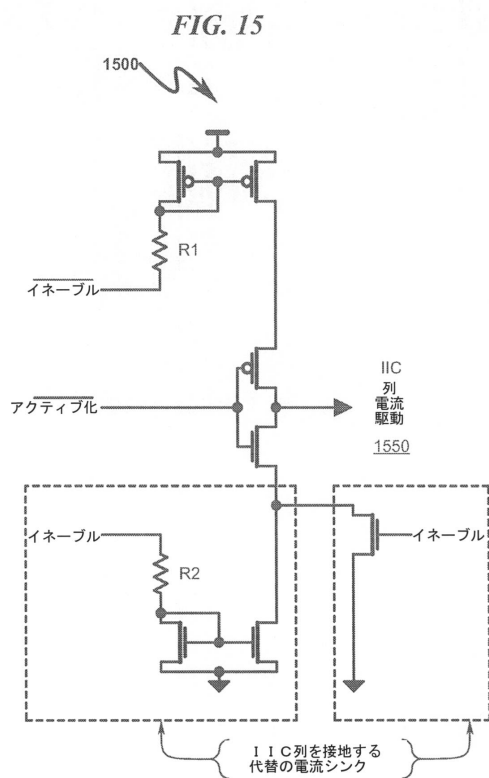 FIG. 15
1500
R1
イネーブル
アクティブ化
IIC
列
電流
駆動
1550
イネーブル
イネーブル
R2
IIC列を接地する
代替の電流シンク